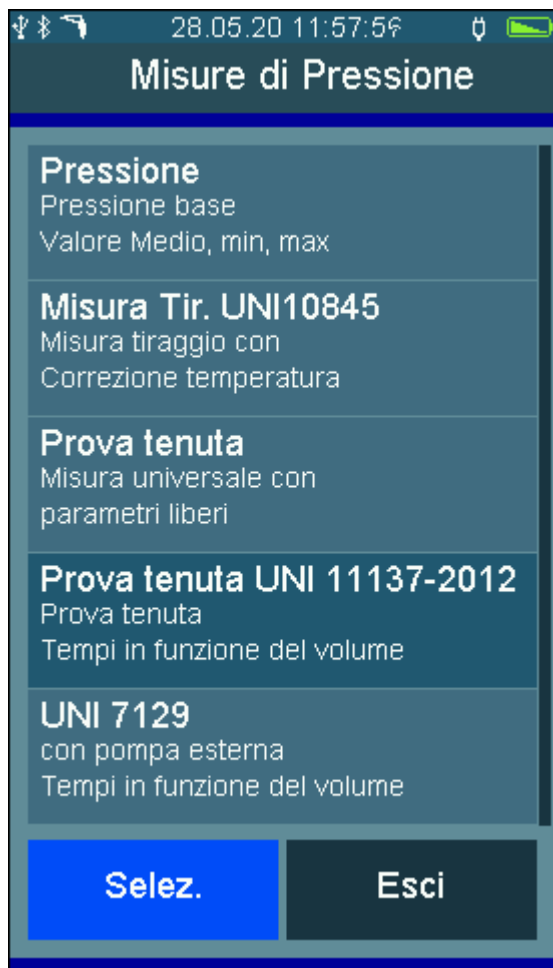 28.05.20 11:57:56
Misure di Pressione
Pressione
Pressione base
Valore Medio, min, max
Misura Tir. UNI10845
Misura tiraggio con
Correzione temperatura
Prova tenuta
Misura universale con
parametri liberi
Prova tenuta UNI 11137-2012
Prova tenuta
Tempi in funzione del volume
UNI 7129
con pompa esterna
Tempi in funzione del volume
Selez.
Esci